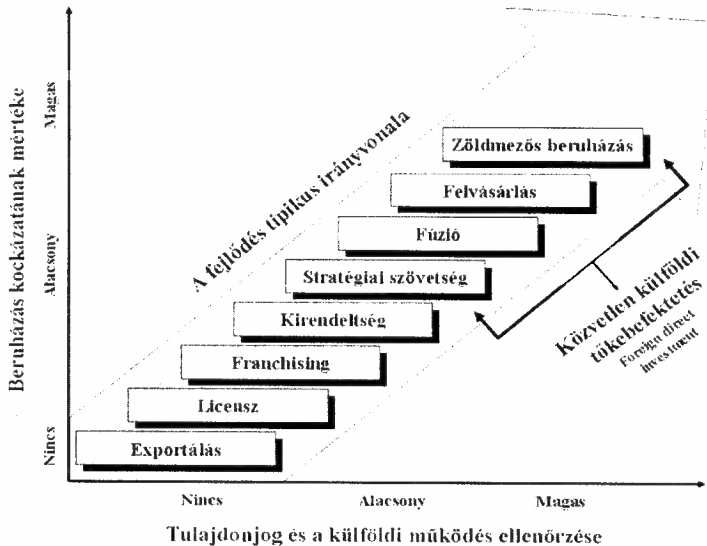 Beruházás kockázatának mértéke
Magas
Alacsony
Nincs
A fejlődés tipikus irányvonala
Zöldmezős beruházás
Felvásárlás
Fúzió
Stratégiai szövetség
Kirendeltség
Franchising
Licensz
Exportálás
Közvetlen külföldi
tőkebefektetés
Foreign direct
investment
Nincs
Alacsony
Magas
Tulajdonjog és a külföldi működés ellenőrzése